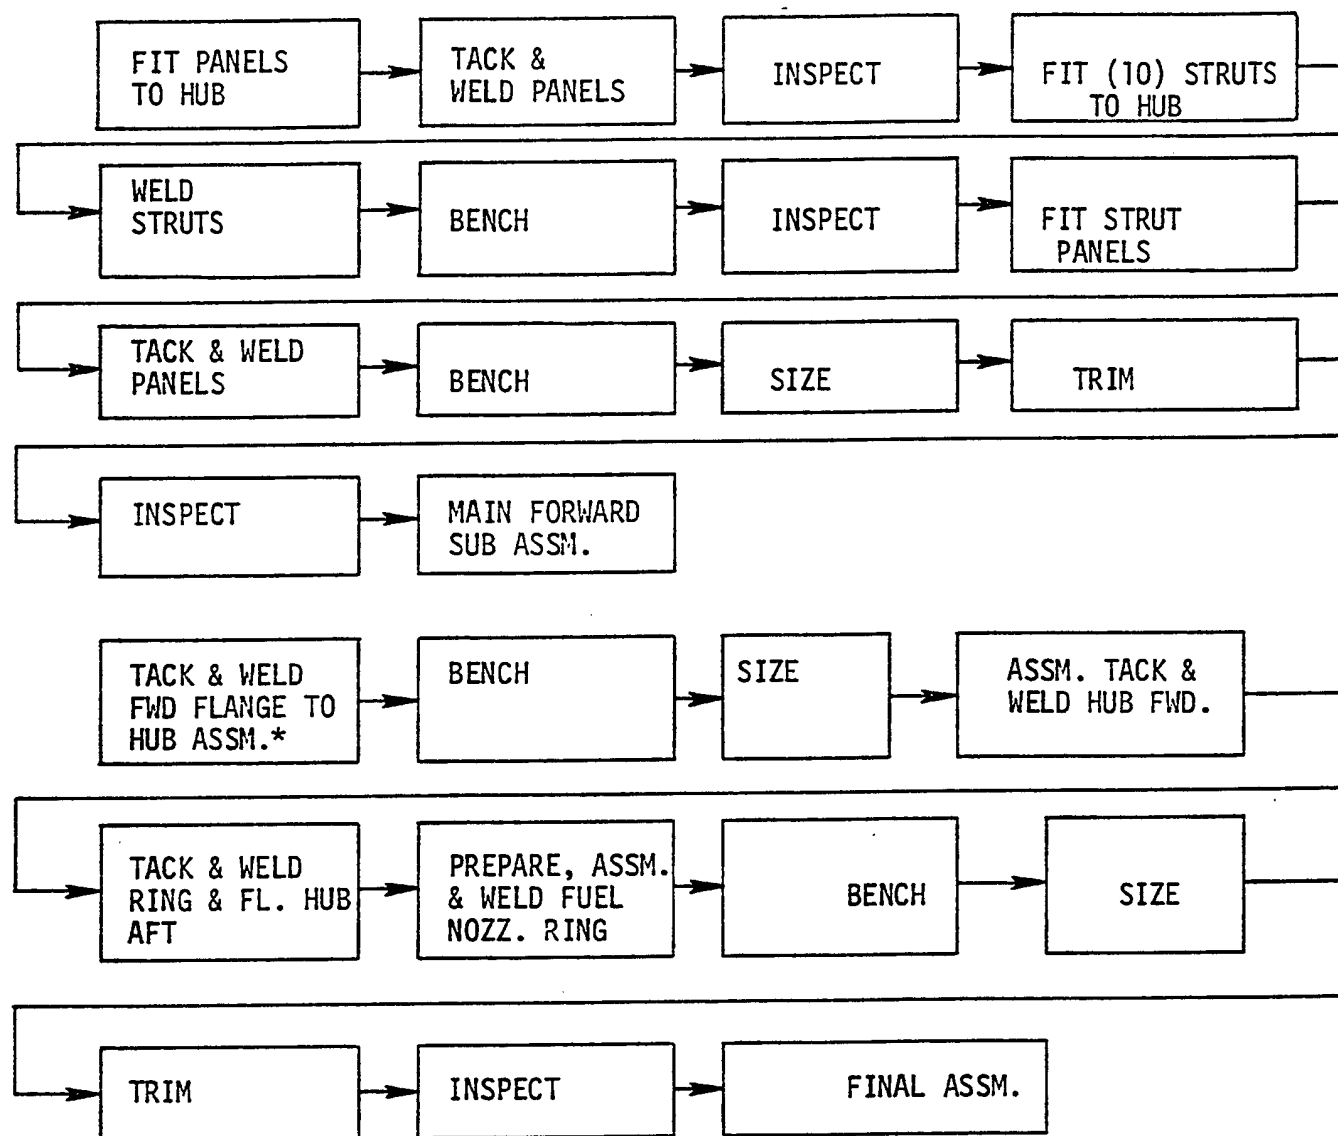 FIT PANELS
TO HUB
TACK &
WELD PANELS
INSPECT
FIT (10) STRUTS
TO HUB
WELD
STRUTS
BENCH
INSPECT
FIT STRUT
PANELS
TACK & WELD
PANELS
BENCH
SIZE
TRIM
INSPECT
MAIN FORWARD
SUB ASSM.
TACK & WELD
FWD FLANGE TO
HUB ASSM.*
BENCH
SIZE
ASSM. TACK &
WELD HUB FWD.
TACK & WELD
RING & FL. HUB
AFT
PREPARE, ASSM.
& WELD FUEL
NOZZ. RING
BENCH
SIZE
TRIM
INSPECT
FINAL ASSM.